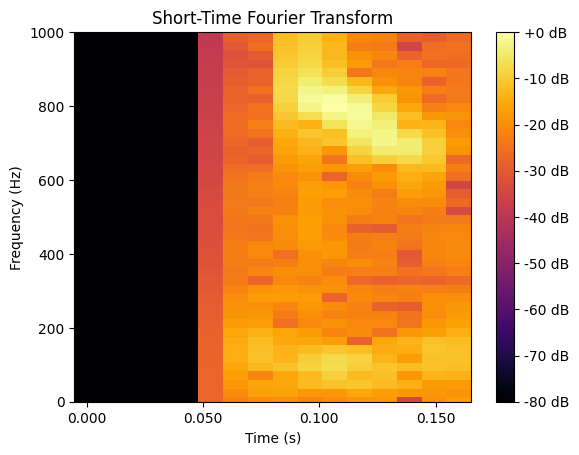 Short-Time Fourier Transform
1000
800
600
400
200
0
Frequency (Hz)
0.000
0.050
0.100
0.150
Time (s)
+0 dB
-10 dB
-20 dB
-30 dB
-40 dB
-50 dB
-60 dB
-70 dB
-80 dB